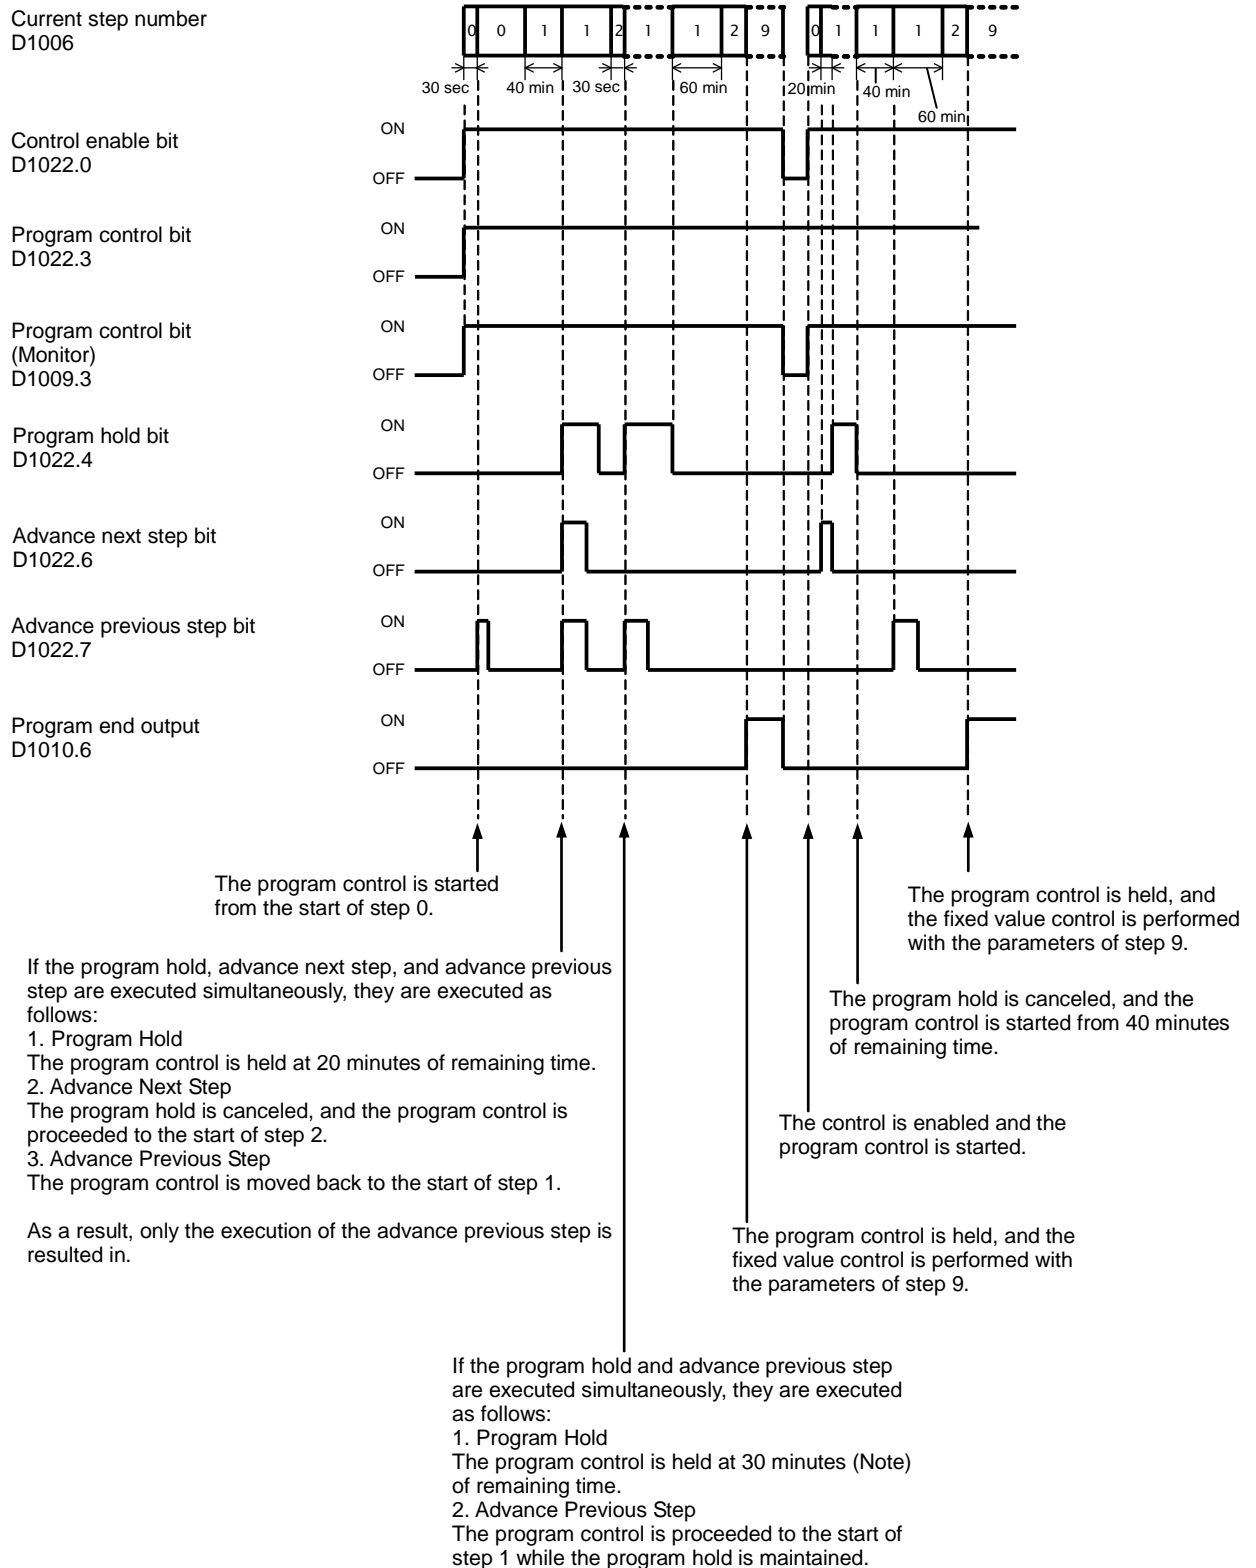 Current step number
D1006
0 0 1 1 2 1 1 2 9 0 1 1 1 2 9
30 sec 40 min 30 sec 60 min 20 min 40 min
60 min
Control enable bit
D1022.0
ON
OFF
Program control bit
D1022.3
ON
OFF
Program control bit
(Monitor)
D1009.3
ON
OFF
Program hold bit
D1022.4
ON
OFF
Advance next step bit
D1022.6
ON
OFF
Advance previous step bit
D1022.7
ON
OFF
Program end output
D1010.6
ON
OFF
The program control is started
from the start of step 0.
If the program hold, advance next step, and advance previous
step are executed simultaneously, they are executed as
follows:
1. Program Hold
The program control is held at 20 minutes of remaining time.
2. Advance Next Step
The program hold is canceled, and the program control is
proceeded to the start of step 2.
3. Advance Previous Step
The program control is moved back to the start of step 1.
As a result, only the execution of the advance previous step is
resulted in.
If the program hold and advance previous step
are executed simultaneously, they are executed
as follows:
1. Program Hold
The program control is held at 30 minutes (Note)
of remaining time.
2. Advance Previous Step
The program control is proceeded to the start of
step 1 while the program hold is maintained.
The program control is held, and the
fixed value control is performed with
the parameters of step 9.
The control is enabled and the
program control is started.
The program hold is canceled, and the
program control is started from 40 minutes
of remaining time.
The program control is held, and
the fixed value control is performed
with the parameters of step 9.